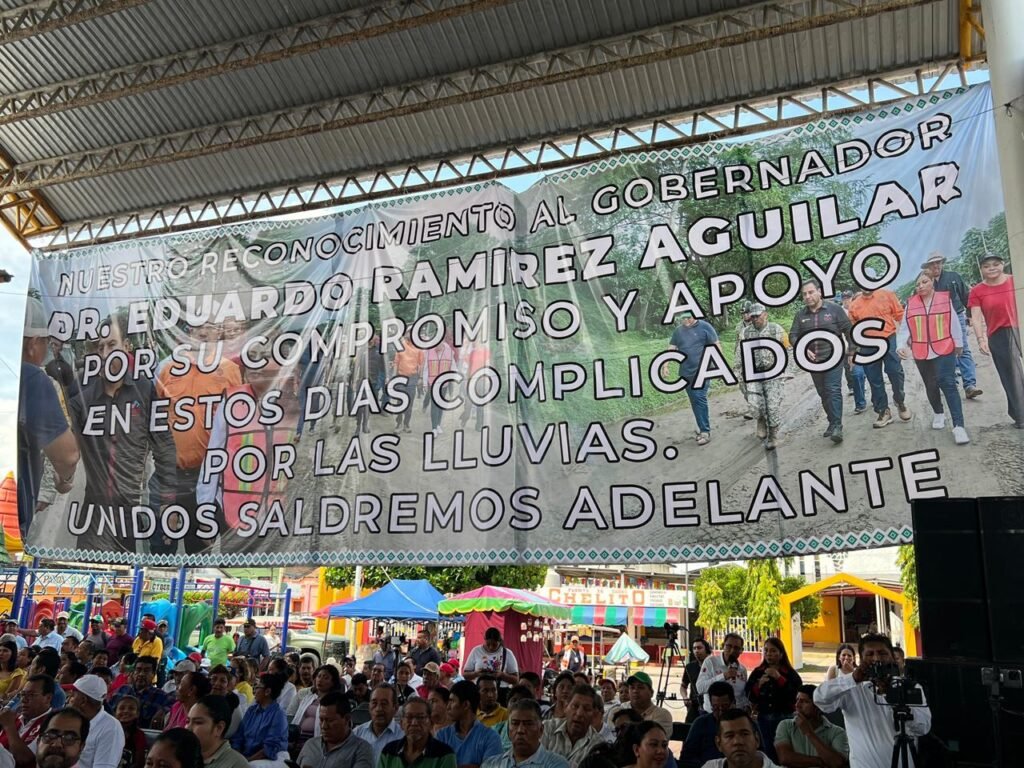 NUESTRO RECONOCIMIENTO AL GOBERNADOR
DR. EDUARDO RAMIREZ AGUILAR
POR SU COMPROMISO Y APOYO
EN ESTOS DIAS COMPLICADOS
POR LAS LLUVIAS.
UNIDOS SALDREMOS ADELANTE
CHELITO